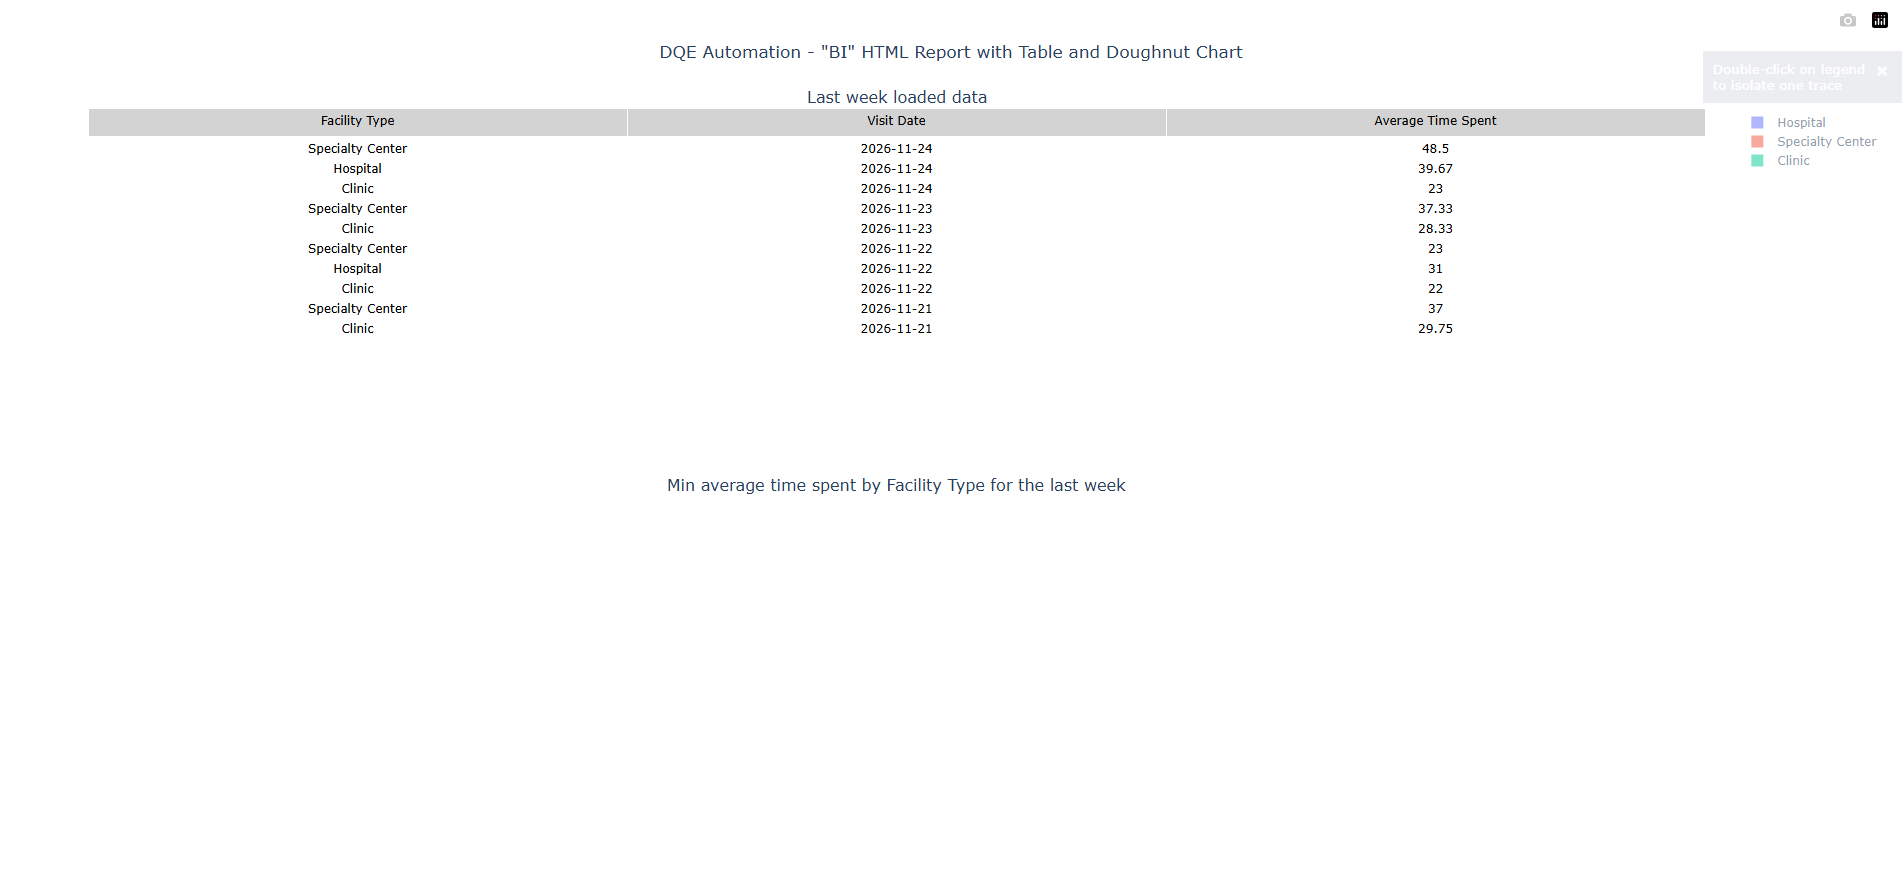 DQE Automation - "BI" HTML Report with Table and Doughnut Chart
Double-click on legend
to isolate one trace
Last week loaded data
Facility Type Visit Date Average Time Spent
Specialty Center 2026-11-24 48.5
Hospital 2026-11-24 39.67
Clinic 2026-11-24 23
Specialty Center 2026-11-23 37.33
Clinic 2026-11-23 28.33
Specialty Center 2026-11-22 23
Hospital 2026-11-22 31
Clinic 2026-11-22 22
Specialty Center 2026-11-21 37
Clinic 2026-11-21 29.75
Hospital
Specialty Center
Clinic
Min average time spent by Facility Type for the last week